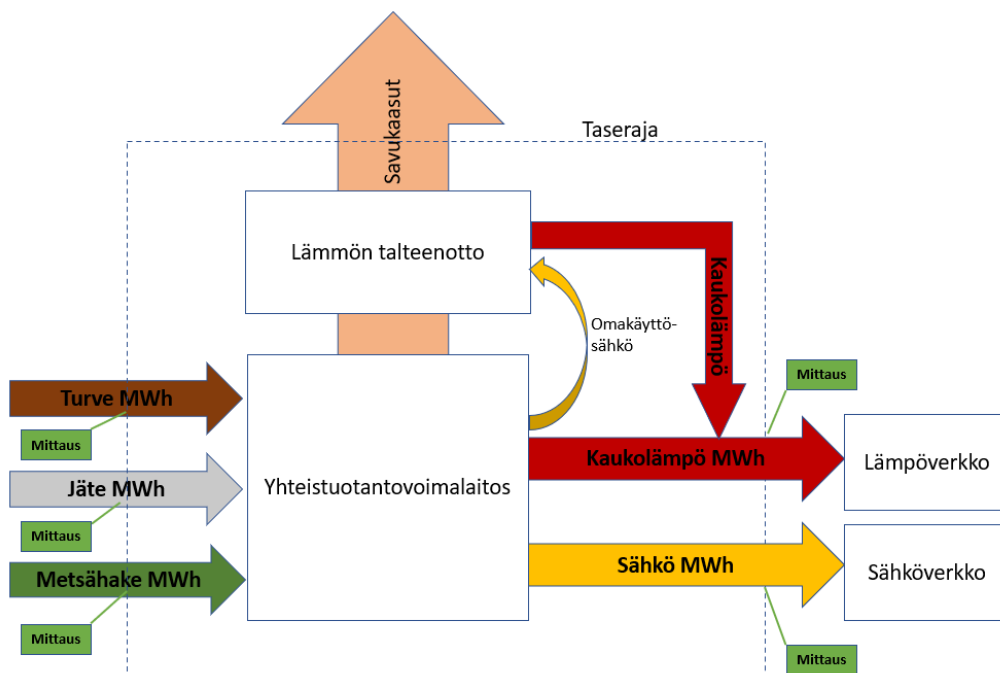 Savukaasut
Taseraja
Lämmön talteenotto
Kaukolämpö
Omakäyttö-
sähkö
Mittaus
Turve MWh
Mittaus
Kaukolämpö MWh
Lämpöverkko
Jäte MWh
Yhteistuotantovoimalaitos
Mittaus
Metsähake MWh
Sähkö MWh
Sähköverkko
Mittaus
Mittaus